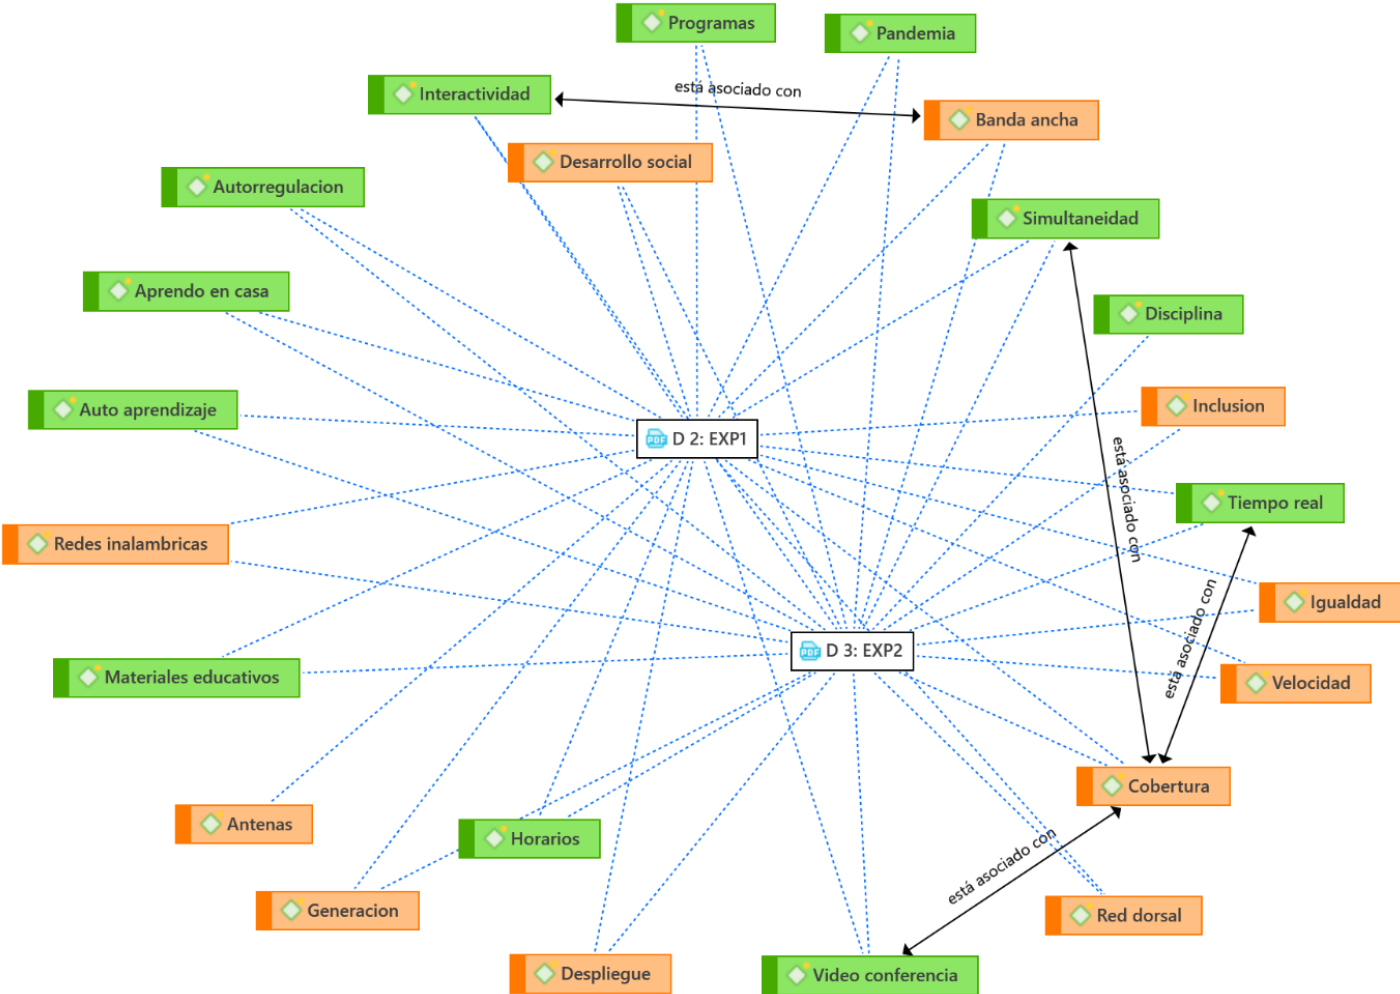 Programas
Pandemia
Interactividad
está asociado con
Banda ancha
Desarrollo social
Autorregulacion
Simultaneidad
Aprendo en casa
Disciplina
Auto aprendizaje
Inclusion
PDF D 2: EXP1
está asociado con
Tiempo real
Redes inalambricas
Igualdad
está asociado con
PDF D 3: EXP2
Materiales educativos
Velocidad
Cobertura
Antenas
Horarios
está asociado con
Generacion
Red dorsal
Despliegue
Video conferencia